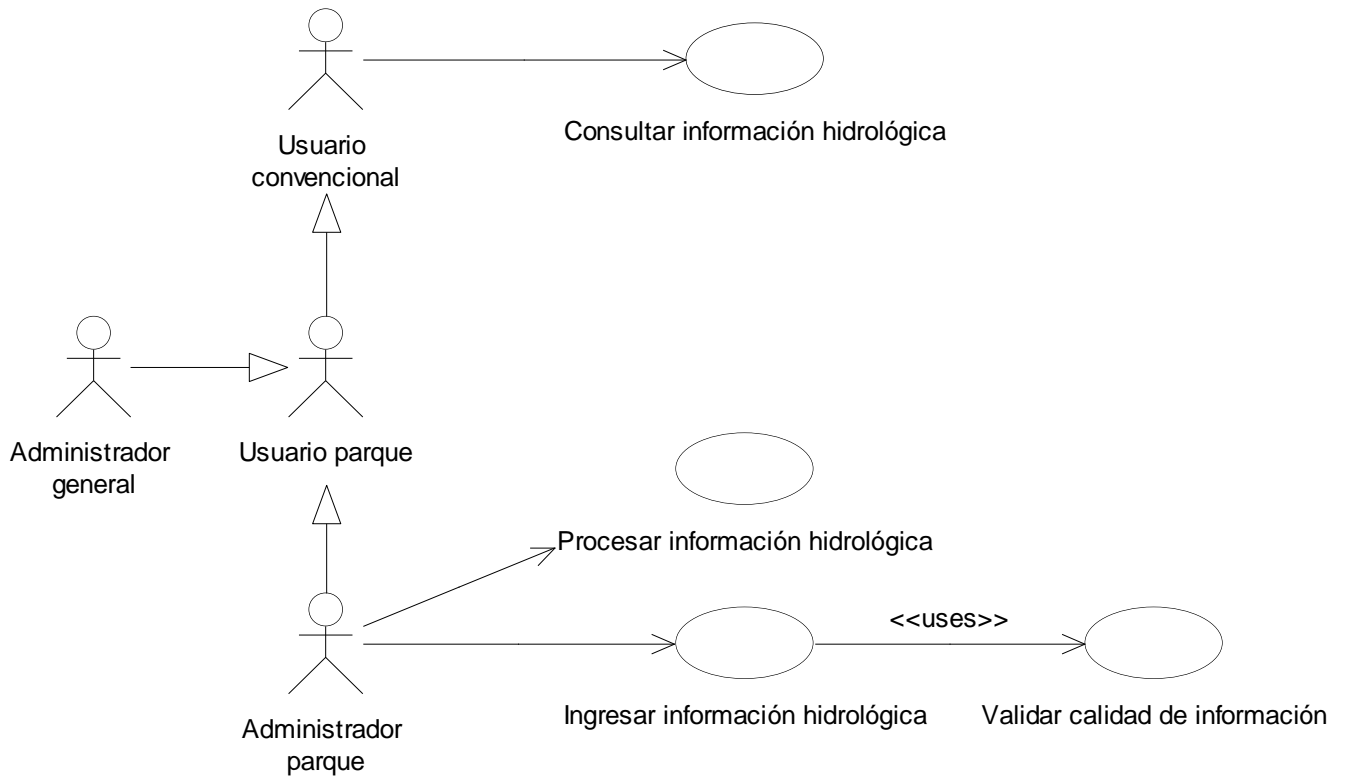 Usuario
convencional
Consultar información hidrológica
Administrador
general
Usuario parque
Procesar información hidrológica
<<uses>>
Administrador
parque
Ingresar información hidrológica
Validar calidad de información